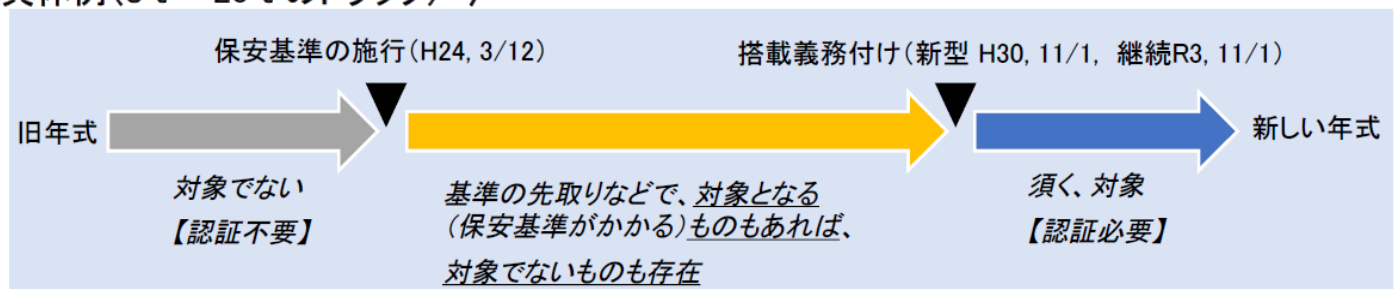 保安基準の施行(H24, 3/12)
搭載義務付け(新型 H30, 11/1, 継続R3, 11/1)
旧年式
新しい年式
対象でない
【認証不要】
基準の先取りなどで、対象となる
(保安基準がかかる)ものもあれば、
対象でないものも存在
須く、対象
【認証必要】